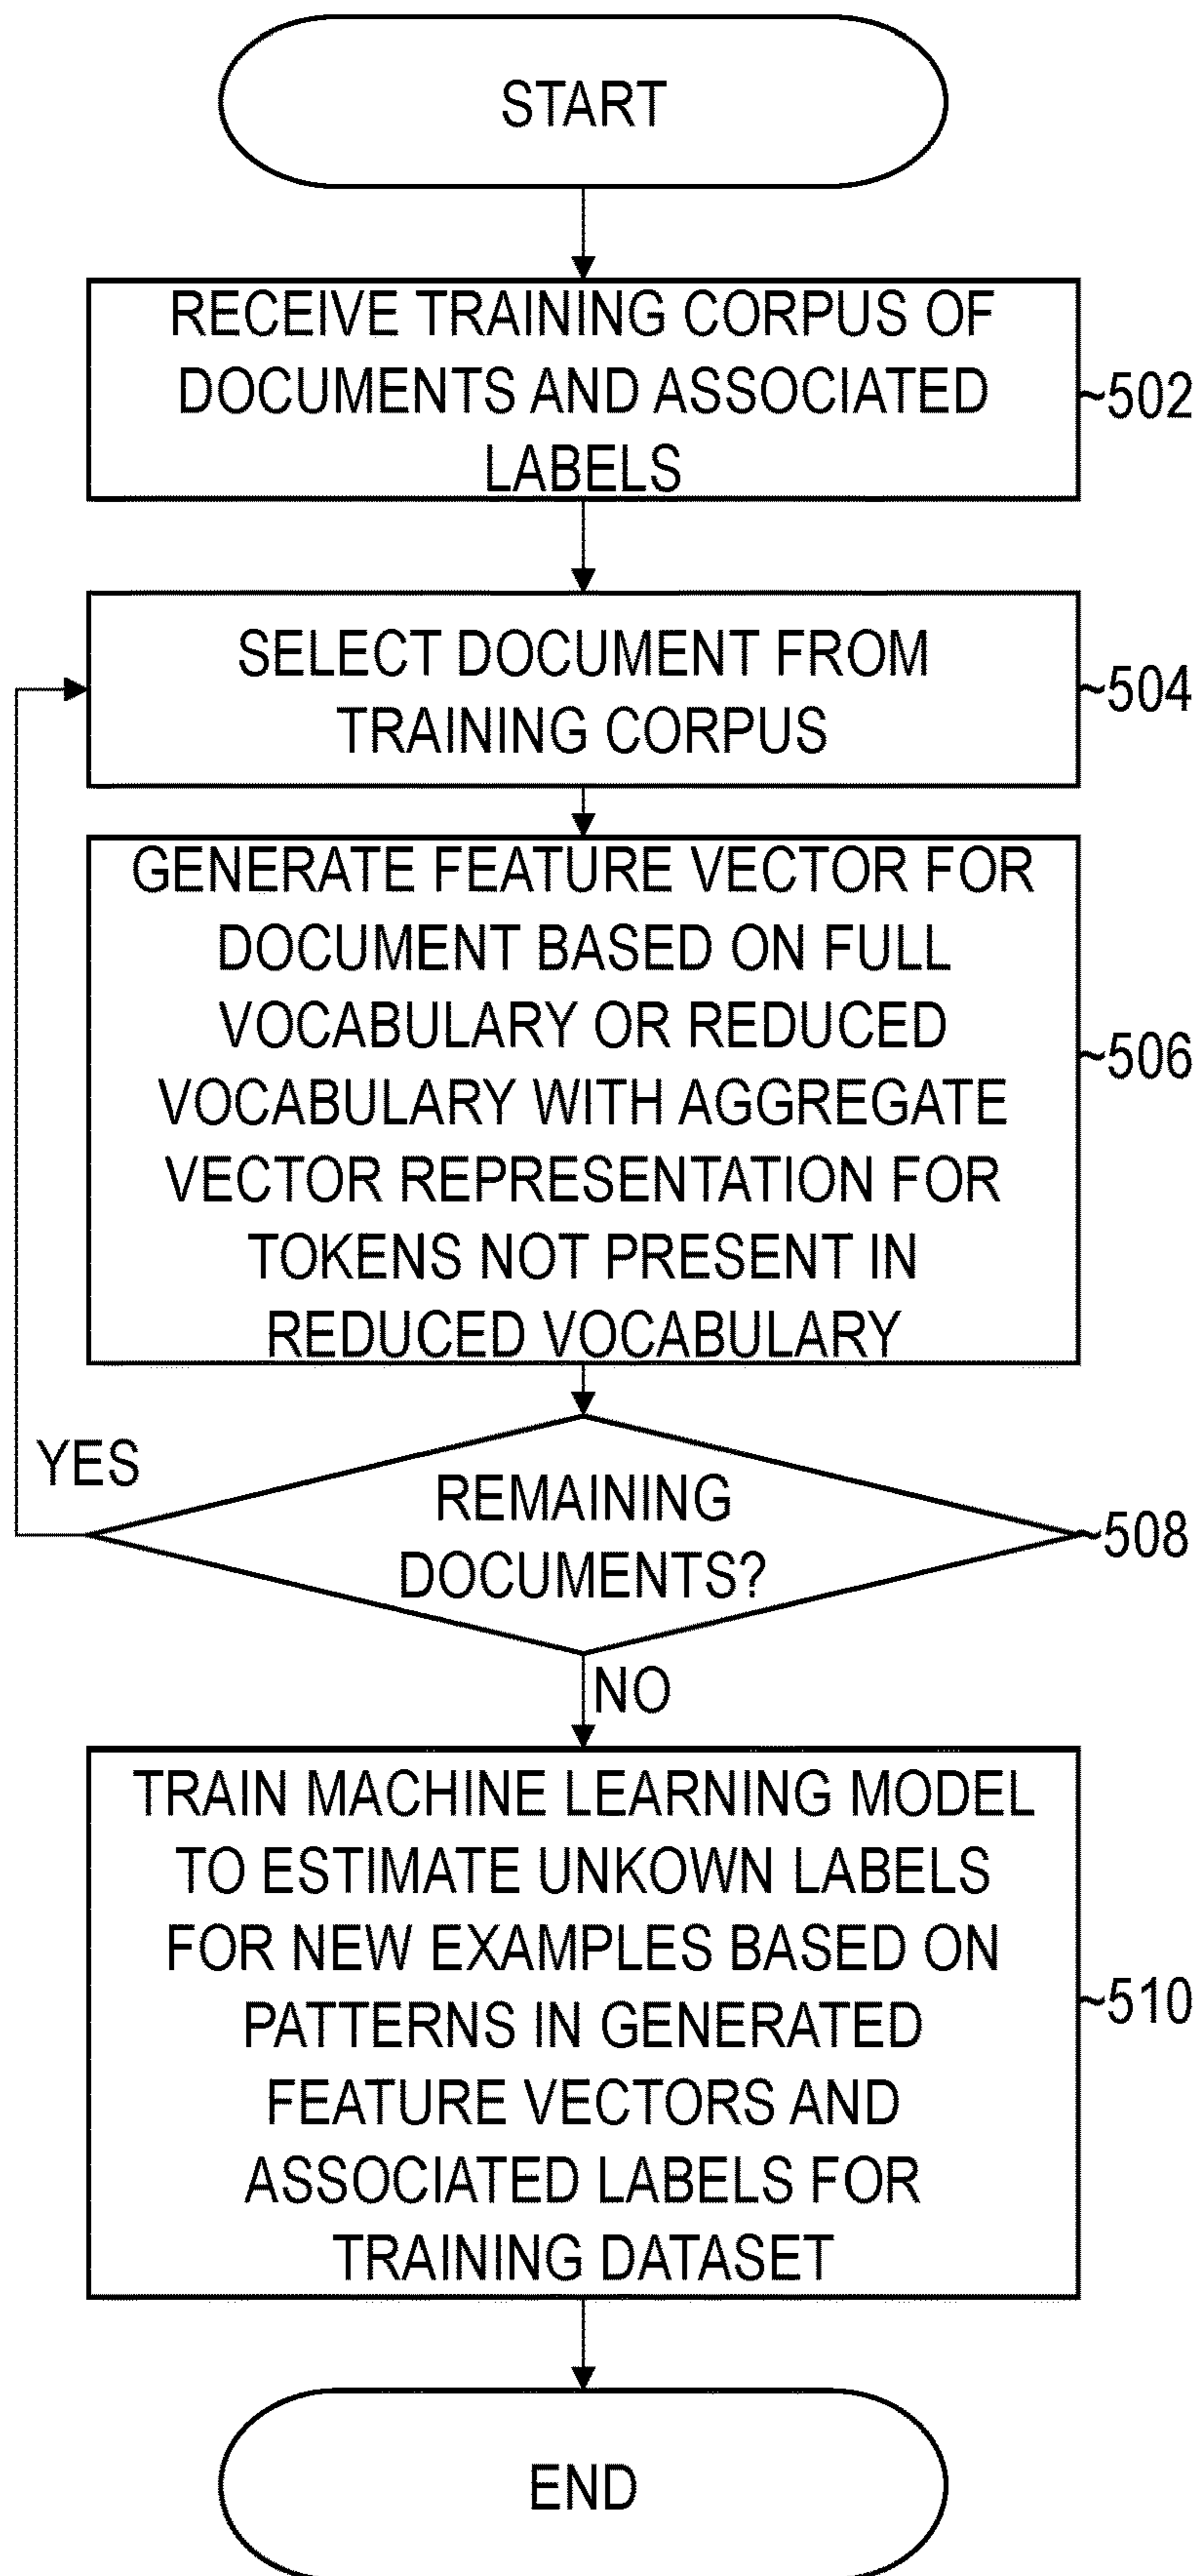 START
RECEIVE TRAINING CORPUS OF
DOCUMENTS AND ASSOCIATED
LABELS
~502
SELECT DOCUMENT FROM
TRAINING CORPUS
~504
GENERATE FEATURE VECTOR FOR
DOCUMENT BASED ON FULL
VOCABULARY OR REDUCED
VOCABULARY WITH AGGREGATE
VECTOR REPRESENTATION FOR
TOKENS NOT PRESENT IN
REDUCED VOCABULARY
~506
YES
REMAINING
DOCUMENTS?
~508
NO
TRAIN MACHINE LEARNING MODEL
TO ESTIMATE UNKOWN LABELS
FOR NEW EXAMPLES BASED ON
PATTERNS IN GENERATED
FEATURE VECTORS AND
ASSOCIATED LABELS FOR
TRAINING DATASET
~510
END